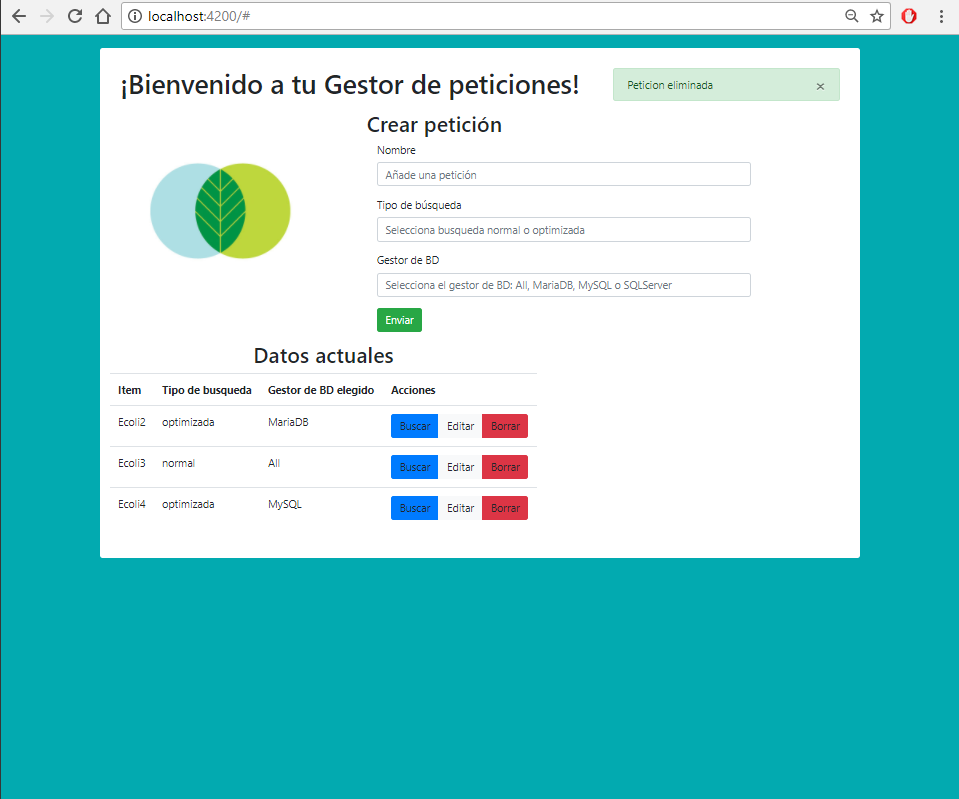 localhost:4200/#
¡Bienvenido a tu Gestor de peticiones!
Peticion eliminada ×
Crear petición
Nombre
Añade una petición
Tipo de búsqueda
Selecciona busqueda normal o optimizada
Gestor de BD
Selecciona el gestor de BD: All, MariaDB, MySQL o SQLServer
Enviar
Datos actuales
Item Tipo de busqueda Gestor de BD elegido Acciones
Ecoli2 optimizada MariaDB Buscar Editar Borrar
Ecoli3 normal All Buscar Editar Borrar
Ecoli4 optimizada MySQL Buscar Editar Borrar